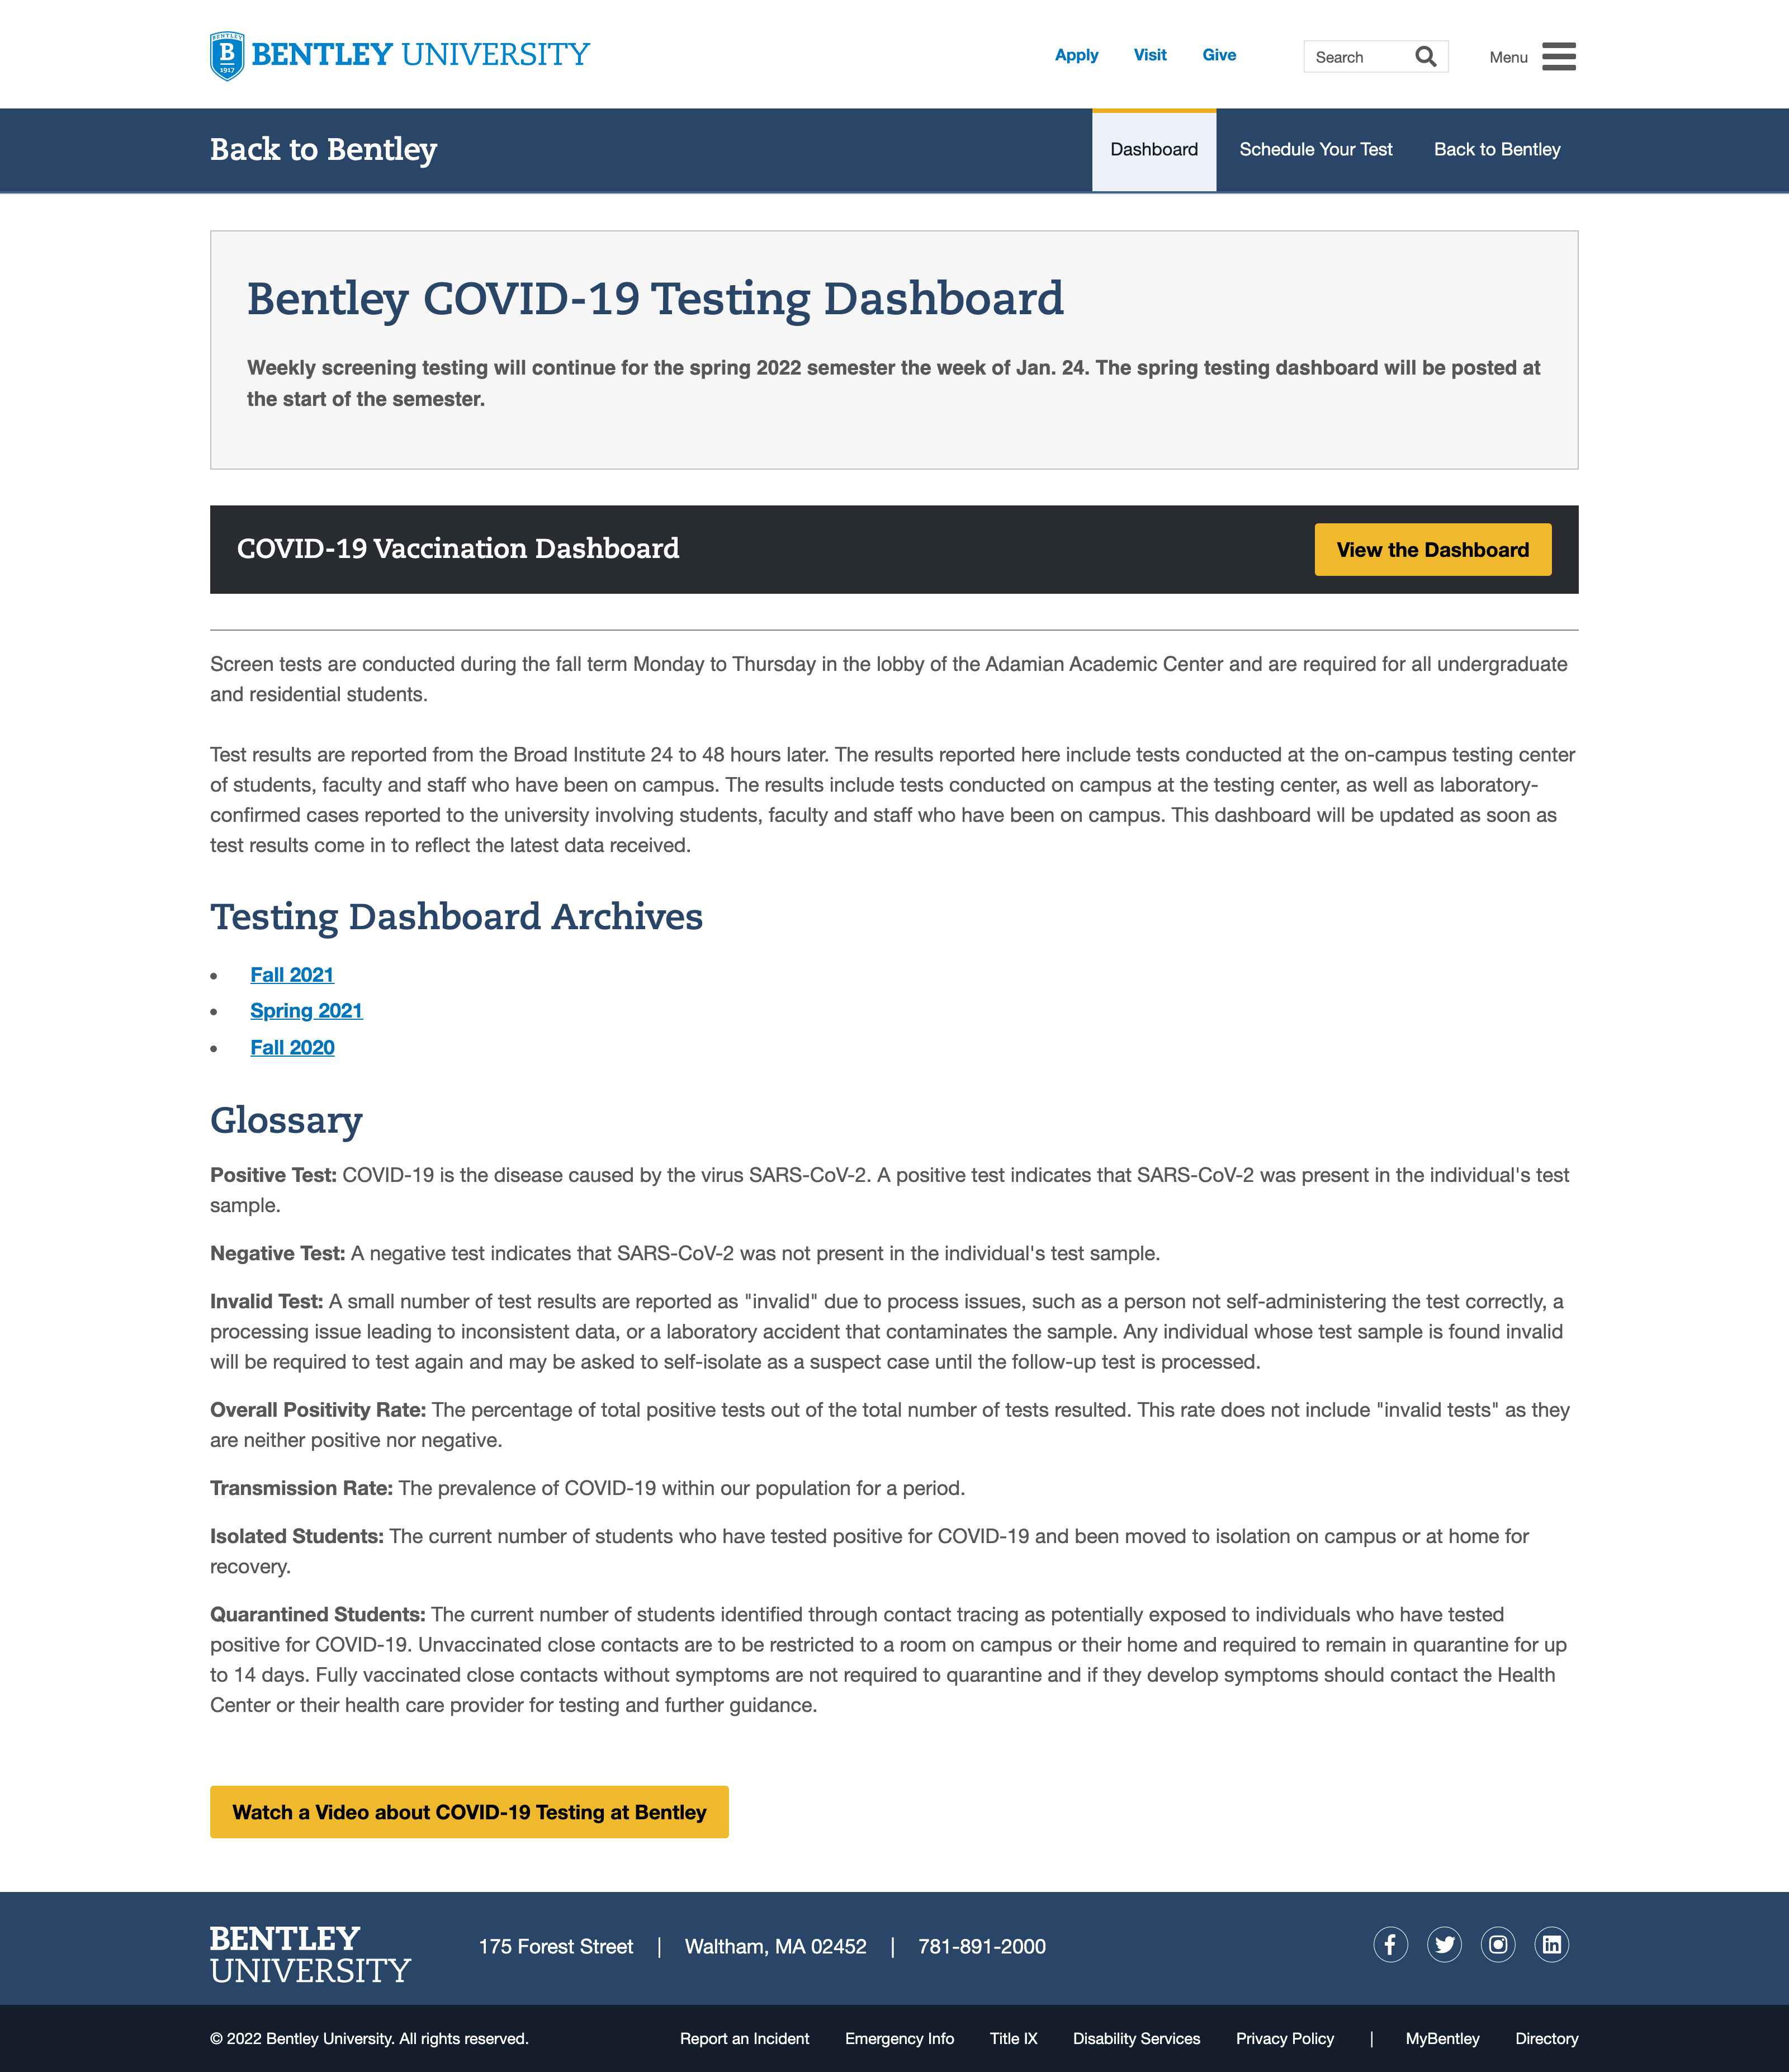 BENTLEY
B
1917
BENTLEY UNIVERSITY
Apply Visit Give Search Menu
Back to Bentley
Dashboard Schedule Your Test Back to Bentley
Bentley COVID-19 Testing Dashboard
Weekly screening testing will continue for the spring 2022 semester the week of Jan. 24. The spring testing dashboard will be posted at
the start of the semester.
COVID-19 Vaccination Dashboard
View the Dashboard
Screen tests are conducted during the fall term Monday to Thursday in the lobby of the Adamian Academic Center and are required for all undergraduate
and residential students.
Test results are reported from the Broad Institute 24 to 48 hours later. The results reported here include tests conducted at the on-campus testing center
of students, faculty and staff who have been on campus. The results include tests conducted on campus at the testing center, as well as laboratory-
confirmed cases reported to the university involving students, faculty and staff who have been on campus. This dashboard will be updated as soon as
test results come in to reflect the latest data received.
Testing Dashboard Archives
• Fall 2021
• Spring 2021
• Fall 2020
Glossary
Positive Test: COVID-19 is the disease caused by the virus SARS-CoV-2. A positive test indicates that SARS-CoV-2 was present in the individual's test
sample.
Negative Test: A negative test indicates that SARS-CoV-2 was not present in the individual's test sample.
Invalid Test: A small number of test results are reported as "invalid" due to process issues, such as a person not self-administering the test correctly, a
processing issue leading to inconsistent data, or a laboratory accident that contaminates the sample. Any individual whose test sample is found invalid
will be required to test again and may be asked to self-isolate as a suspect case until the follow-up test is processed.
Overall Positivity Rate: The percentage of total positive tests out of the total number of tests resulted. This rate does not include "invalid tests" as they
are neither positive nor negative.
Transmission Rate: The prevalence of COVID-19 within our population for a period.
Isolated Students: The current number of students who have tested positive for COVID-19 and been moved to isolation on campus or at home for
recovery.
Quarantined Students: The current number of students identified through contact tracing as potentially exposed to individuals who have tested
positive for COVID-19. Unvaccinated close contacts are to be restricted to a room on campus or their home and required to remain in quarantine for up
to 14 days. Fully vaccinated close contacts without symptoms are not required to quarantine and if they develop symptoms should contact the Health
Center or their health care provider for testing and further guidance.
Watch a Video about COVID-19 Testing at Bentley
BENTLEY
UNIVERSITY
175 Forest Street | Waltham, MA 02452 | 781-891-2000
© 2022 Bentley University. All rights reserved.
Report an Incident Emergency Info Title IX Disability Services Privacy Policy | MyBentley Directory